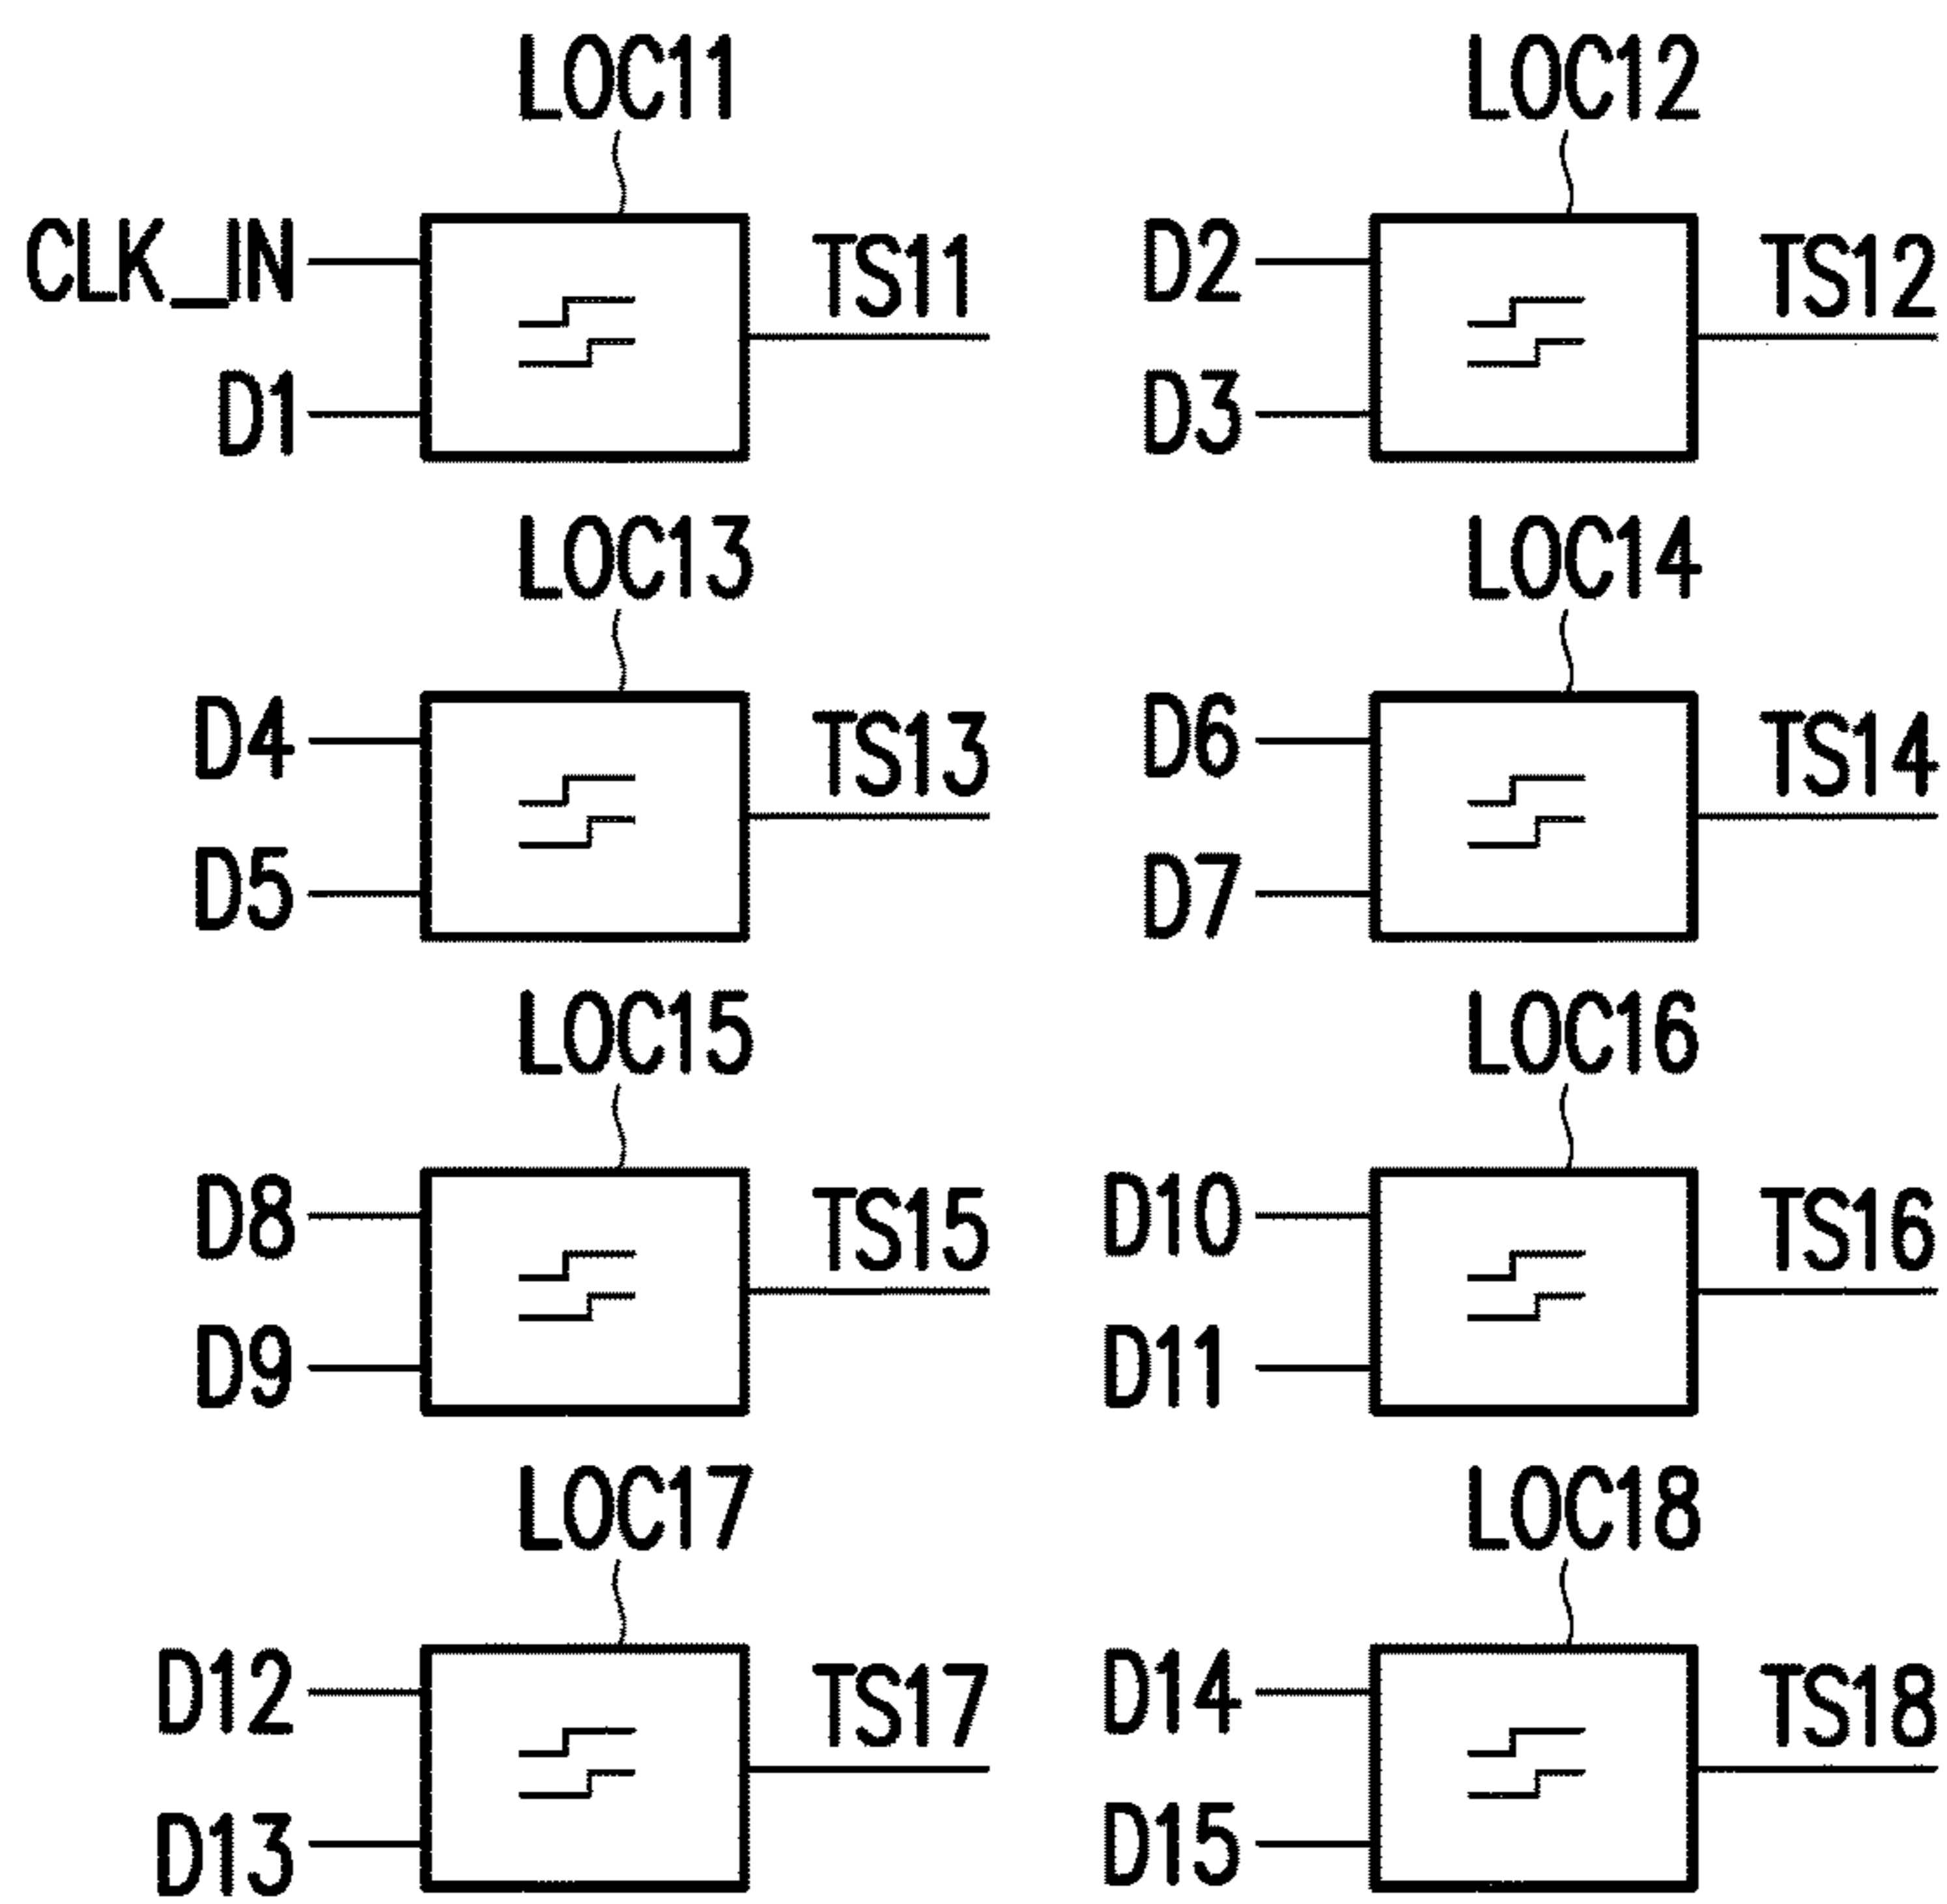 LOC11
LOC12
CLK_IN
TS11
D2
TS12
D1
D3
LOC13
LOC14
D4
TS13
D6
TS14
D5
D7
LOC15
LOC16
D8
TS15
D10
TS16
D9
D11
LOC17
LOC18
D12
TS17
D14
TS18
D13
D15